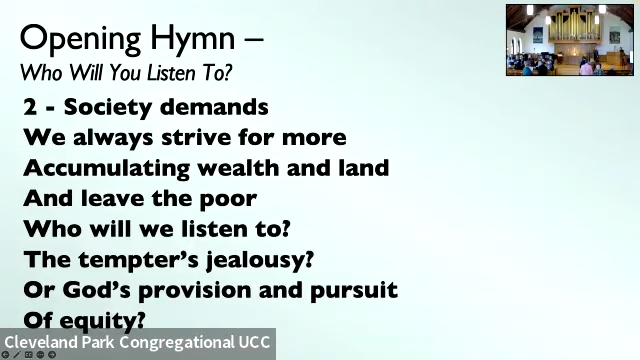 Opening Hymn –
Who Will You Listen To?
2 - Society demands
We always strive for more
Accumulating wealth and land
And leave the poor
Who will we listen to?
The tempter's jealousy?
Or God's provision and pursuit
Of equity?
Cleveland Park Congregational UCC